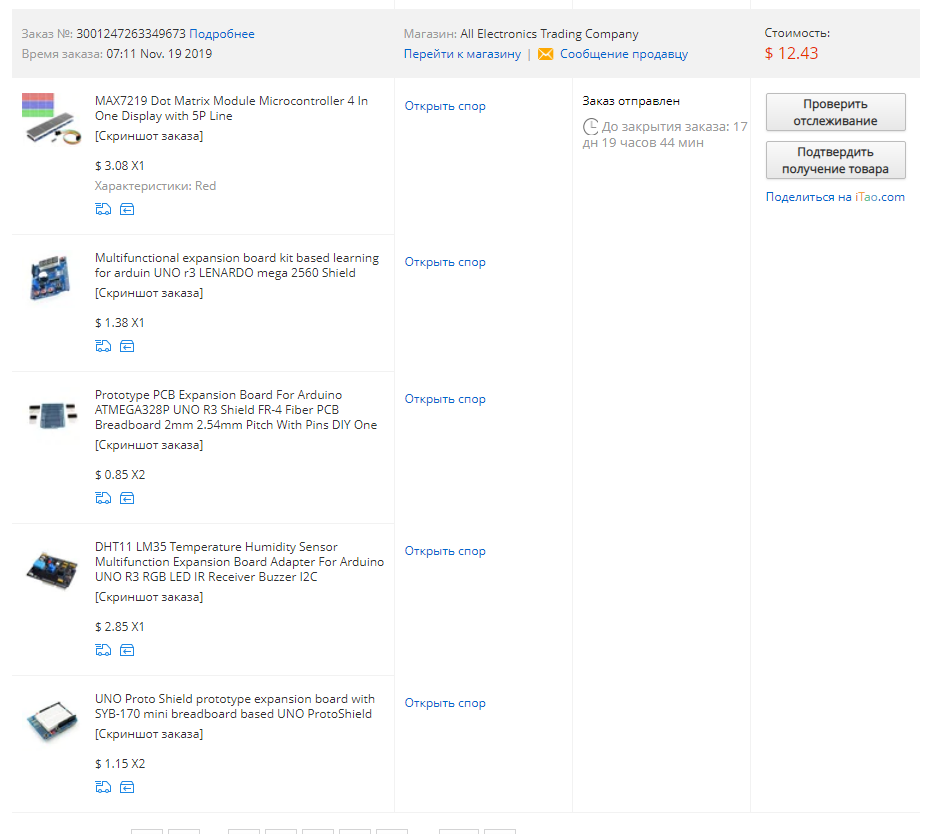 Заказ №: 3001247263349673 Подробнее
Время заказа: 07:11 Nov. 19 2019
Магазин: All Electronics Trading Company
Перейти к магазину | Сообщение продавцу
Стоимость:
$ 12.43
MAX7219 Dot Matrix Module Microcontroller 4 In
One Display with 5P Line
[Скриншот заказа]
$ 3.08 X1
Характеристики: Red
Открыть спор
Заказ отправлен
До закрытия заказа: 17
дн 19 часов 44 мин
Проверить
отслеживание
Подтвердить
получение товара
Поделиться на iTao.com
Multifunctional expansion board kit based learning
for arduin UNO r3 LENARDO mega 2560 Shield
[Скриншот заказа]
$ 1.38 X1
Открыть спор
Prototype PCB Expansion Board For Arduino
ATMEGA328P UNO R3 Shield FR-4 Fiber PCB
Breadboard 2mm 2.54mm Pitch With Pins DIY One
[Скриншот заказа]
$ 0.85 X2
Открыть спор
DHT11 LM35 Temperature Humidity Sensor
Multifunction Expansion Board Adapter For Arduino
UNO R3 RGB LED IR Receiver Buzzer I2C
[Скриншот заказа]
$ 2.85 X1
Открыть спор
UNO Proto Shield prototype expansion board with
SYB-170 mini breadboard based UNO ProtoShield
[Скриншот заказа]
$ 1.15 X2
Открыть спор